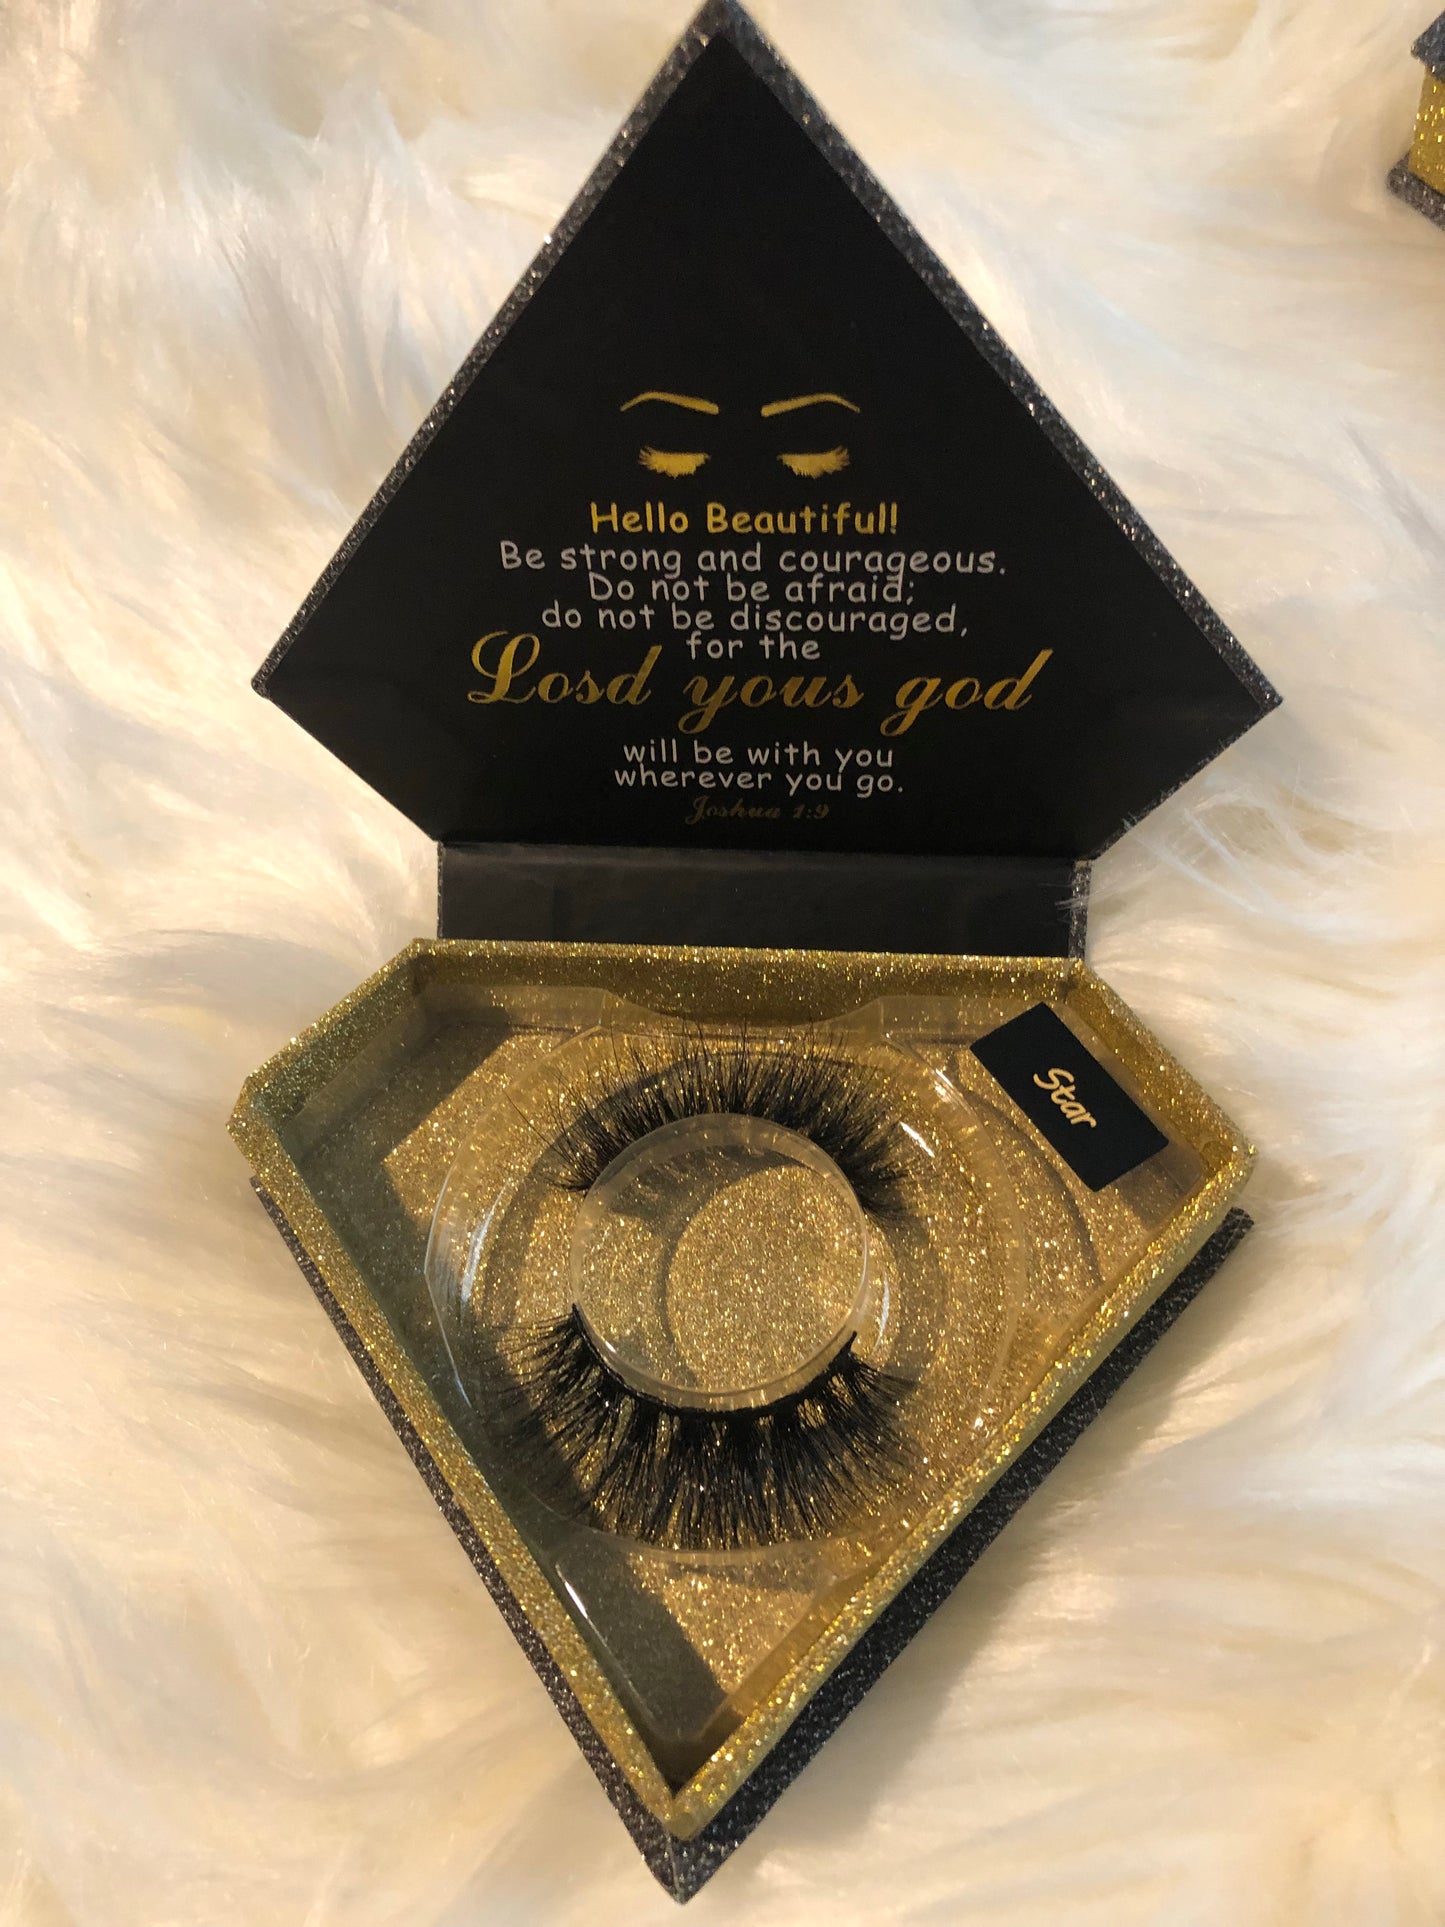 Hello Beautiful!
Be strong and courageous.
Do not be afraid;
do not be discouraged,
for the
Losd yous god
will be with you
wherever you go.
Joshua 1:9
Star